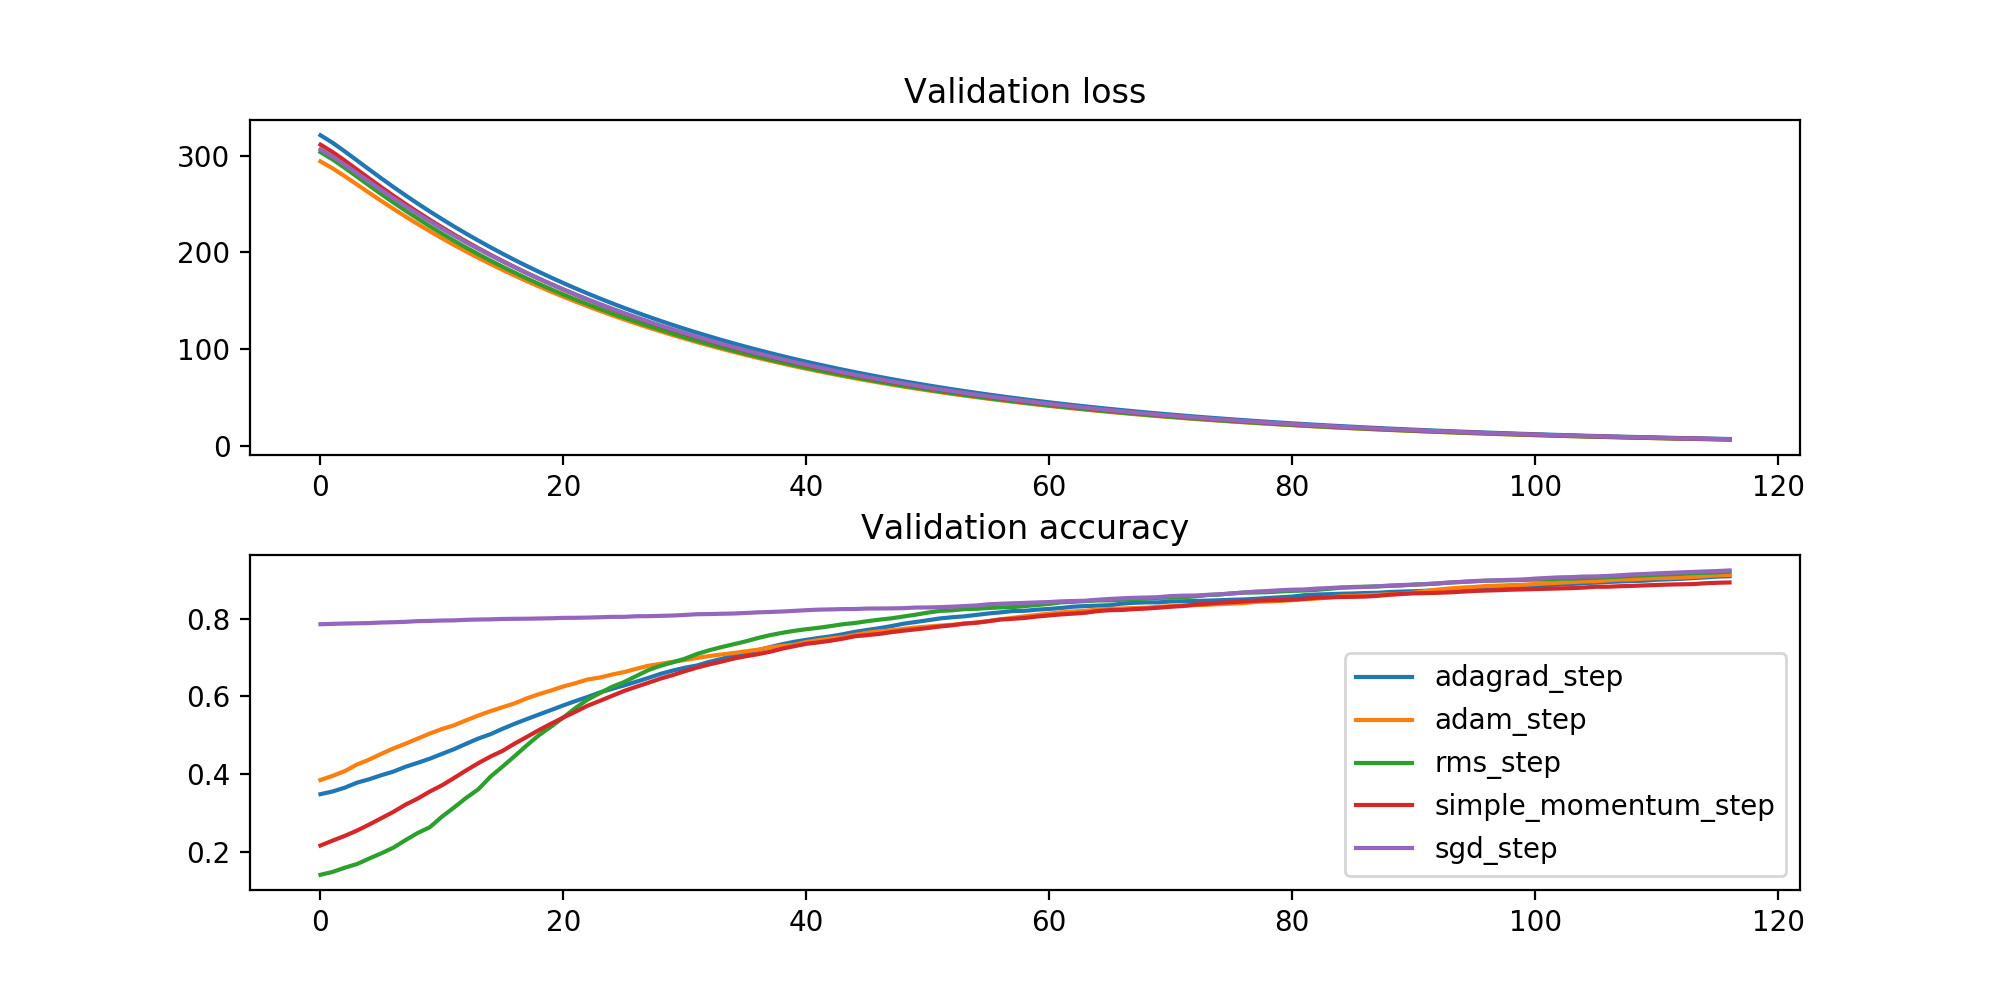 Validation loss
300
200
100
0
0 20 40 60 80 100 120
Validation accuracy
0.8
0.6
0.4
0.2
adagrad_step
adam_step
rms_step
simple_momentum_step
sgd_step
0 20 40 60 80 100 120